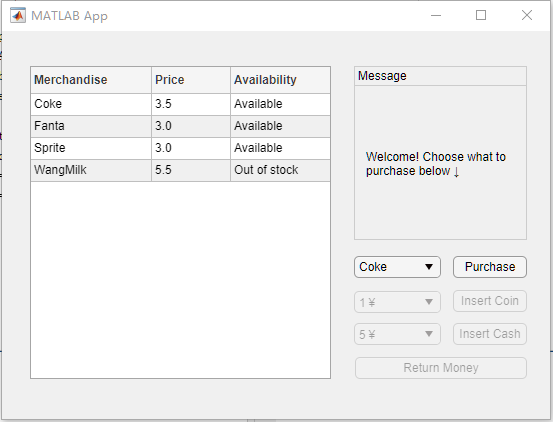 MATLAB App
Merchandise Price Availability
Coke 3.5 Available
Fanta 3.0 Available
Sprite 3.0 Available
WangMilk 5.5 Out of stock
Message
Welcome! Choose what to
purchase below ↓
Coke Purchase
1 ¥ Insert Coin
5 ¥ Insert Cash
Return Money